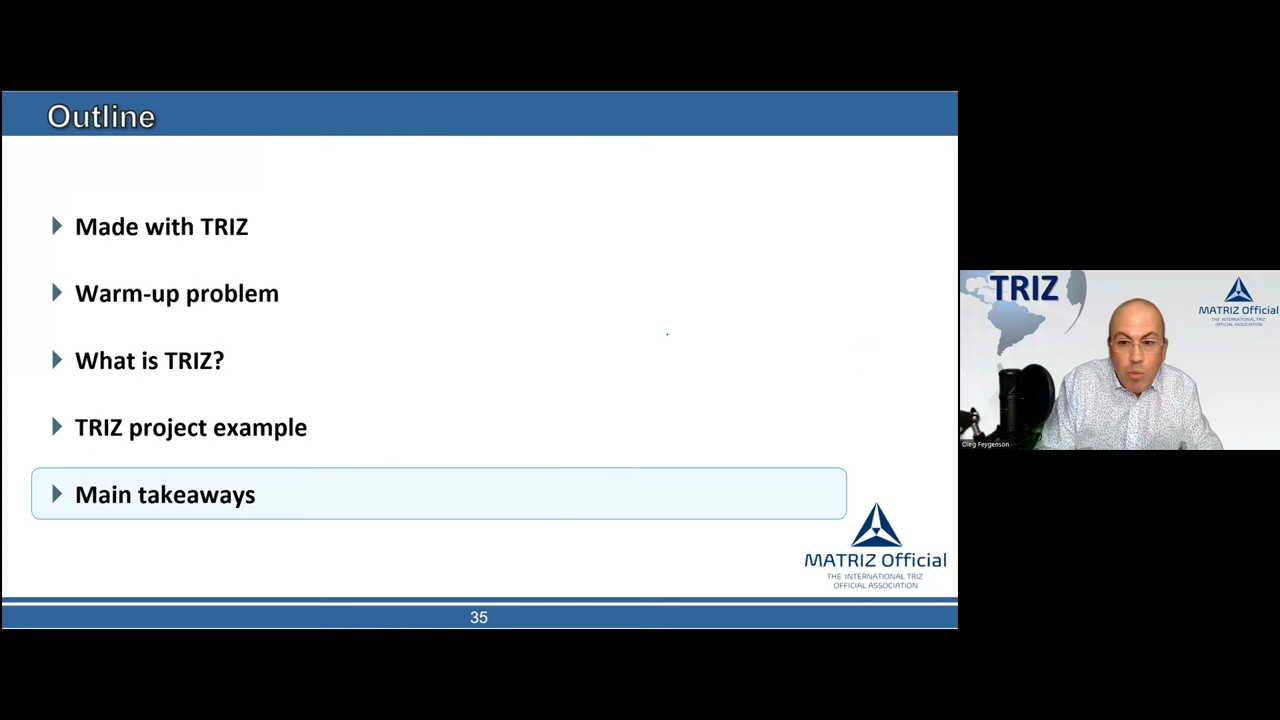 Outline
Made with TRIZ
Warm-up problem
What is TRIZ?
TRIZ project example
Main takeaways
MATRIZ Official
THE INTERNATIONAL TRIZ
OFFICIAL ASSOCIATION
35
TRIZ
MATRIZ Official
THE INTERNATIONAL TRIZ
OFFICIAL ASSOCIATION
Oleg Feygenson